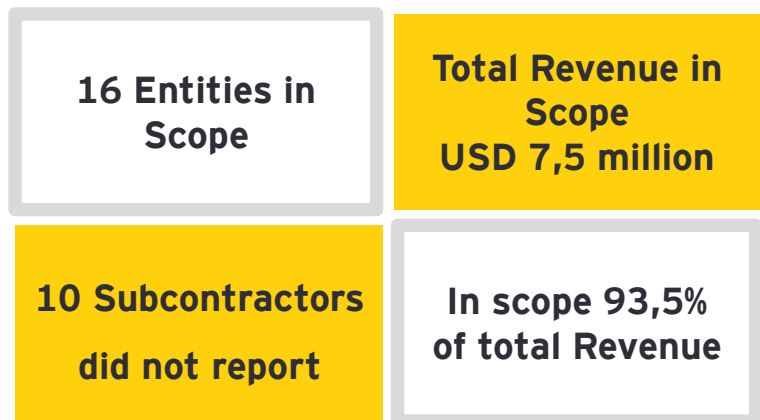 16 Entities in
Scope
Total Revenue in
Scope
USD 7,5 million
10 Subcontractors
did not report
In scope 93,5%
of total Revenue